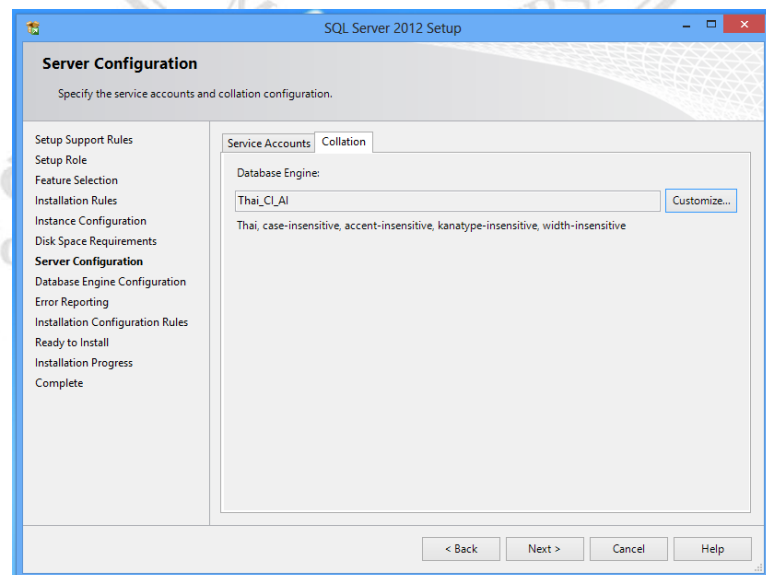 SQL Server 2012 Setup
Server Configuration
Specify the service accounts and collation configuration.
Setup Support Rules
Setup Role
Feature Selection
Installation Rules
Instance Configuration
Disk Space Requirements
Server Configuration
Database Engine Configuration
Error Reporting
Installation Configuration Rules
Ready to Install
Installation Progress
Complete
Service Accounts Collation
Database Engine:
Thai_CI_AI Customize...
Thai, case-insensitive, accent-insensitive, kanatype-insensitive, width-insensitive
< Back Next > Cancel Help